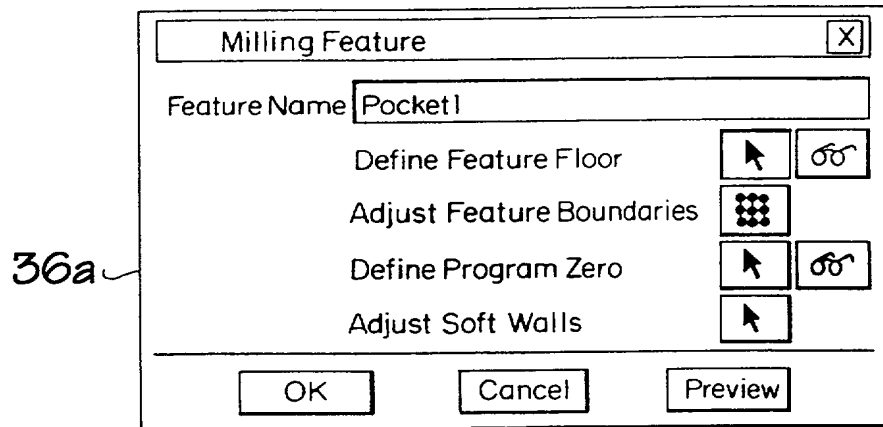 Milling Feature X
Feature Name Pocket1
Define Feature Floor
Adjust Feature Boundaries
36a
Define Program Zero
Adjust Soft Walls
OK Cancel Preview